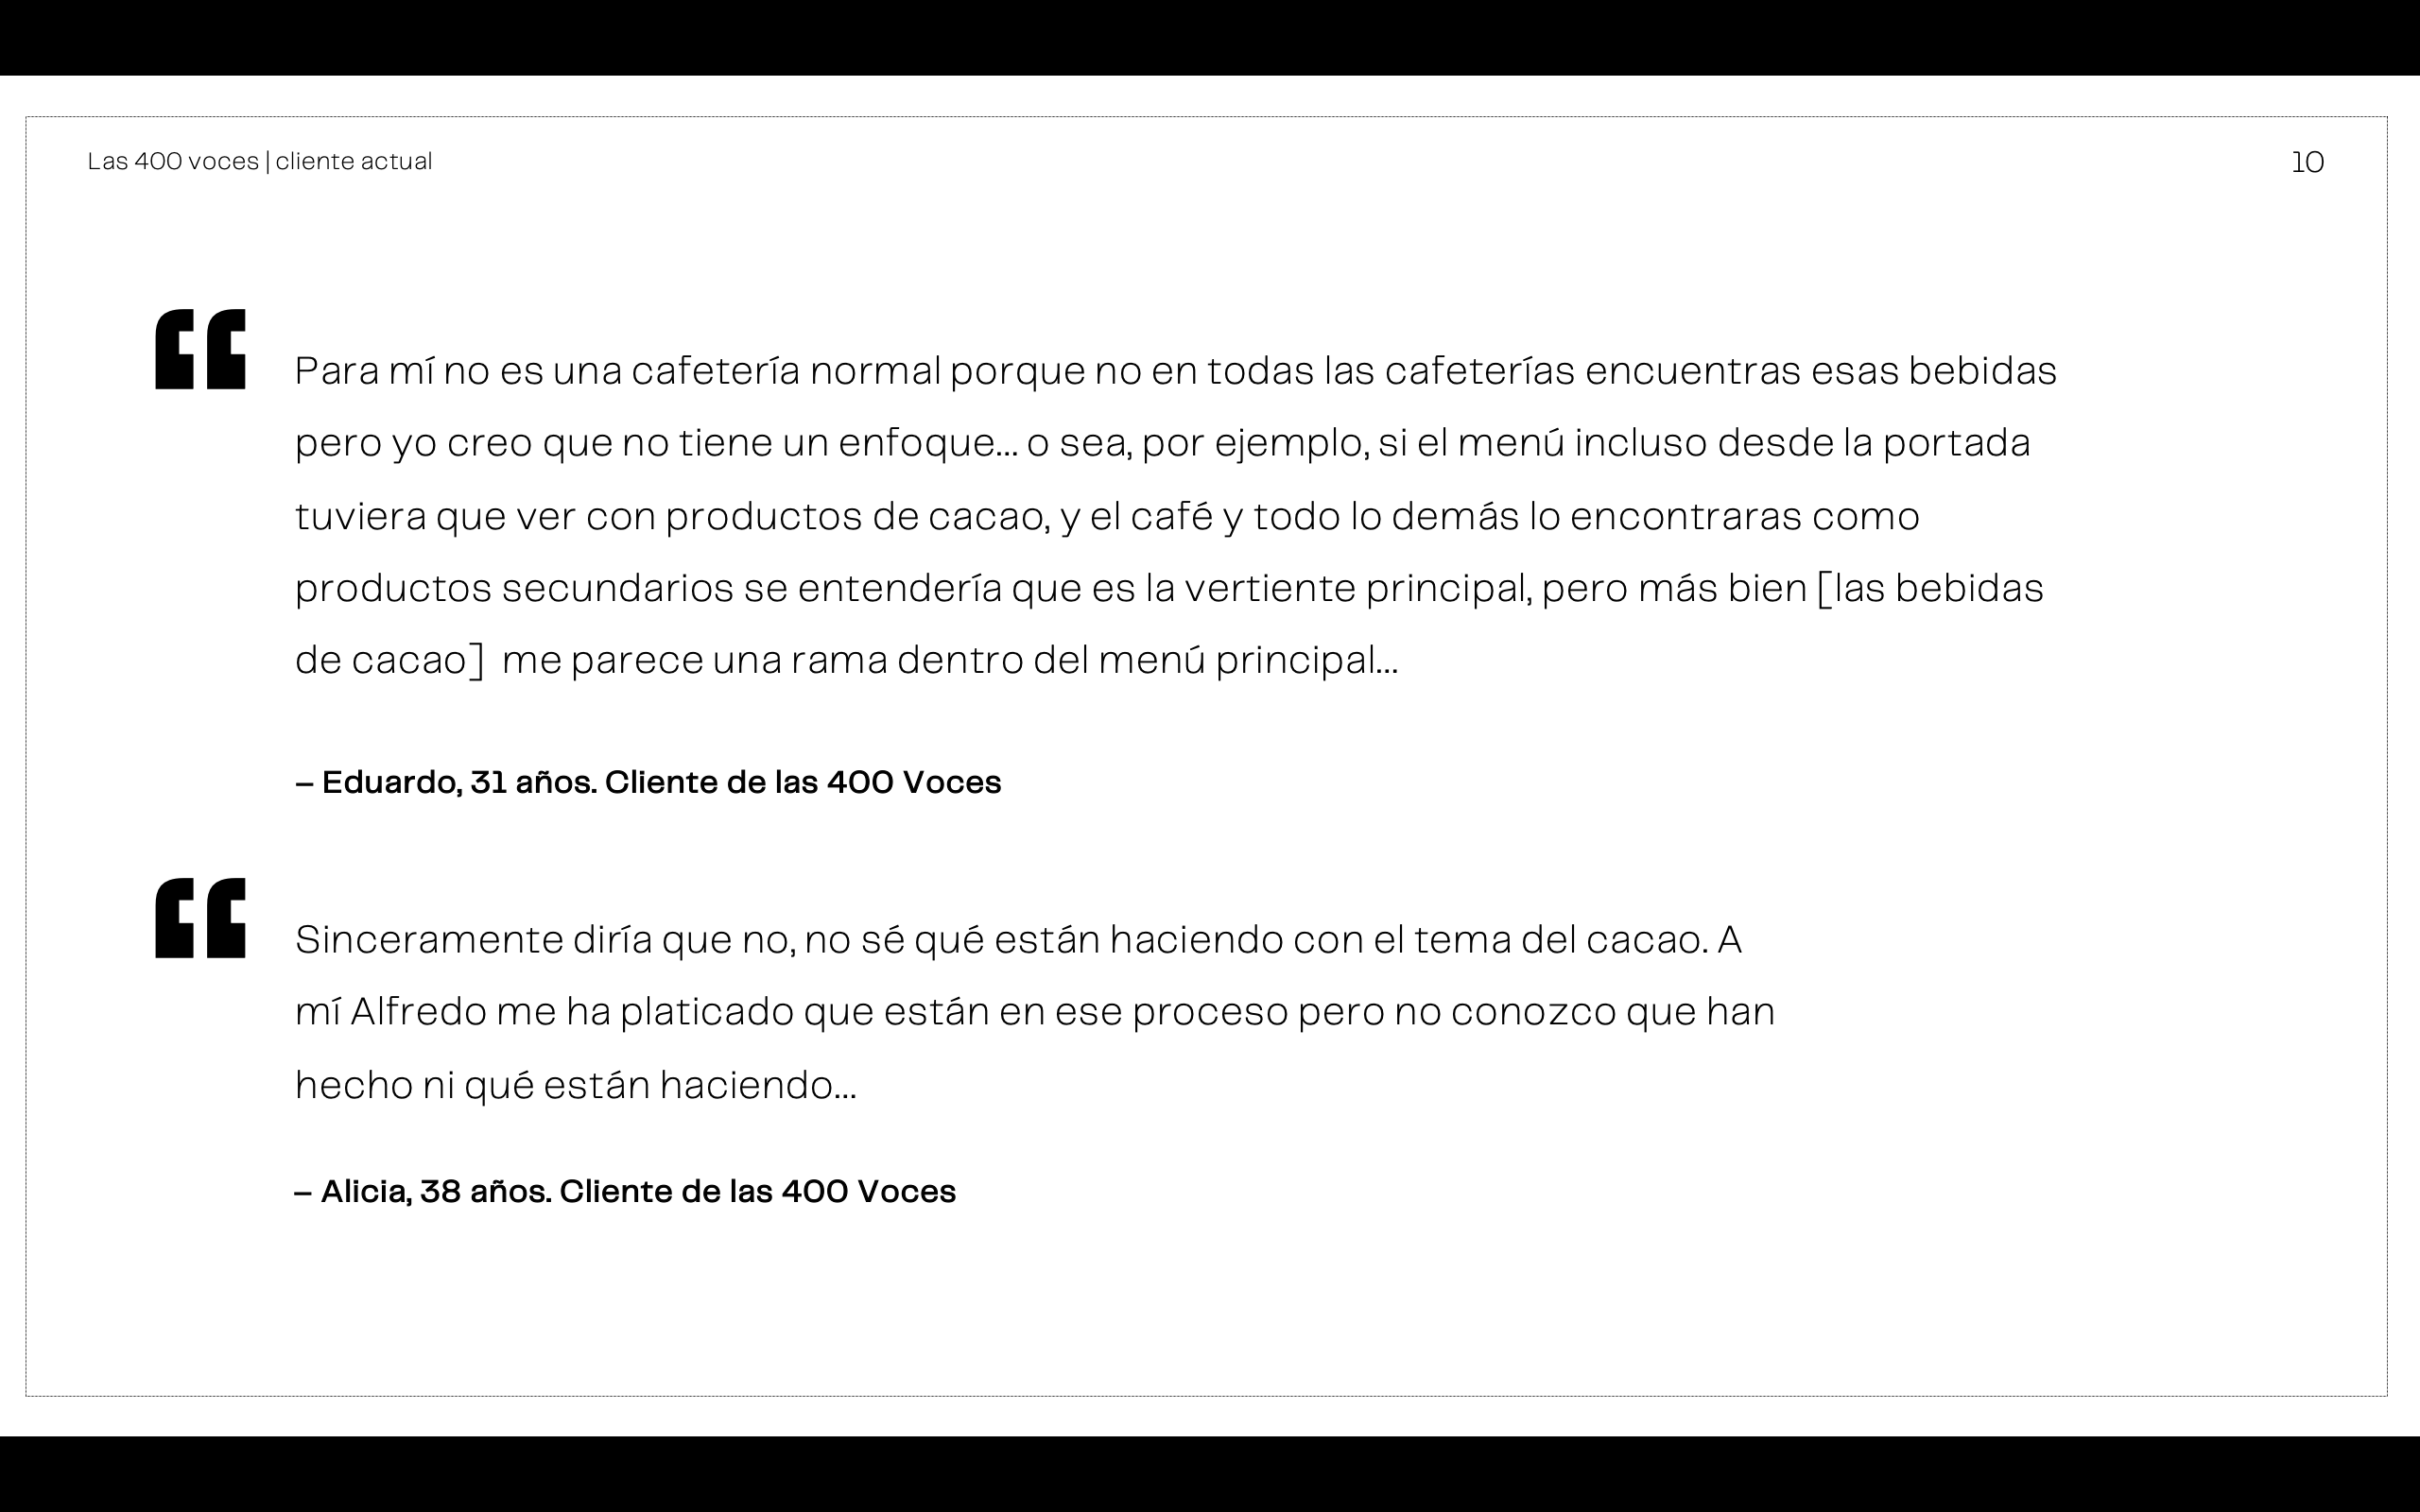 Las 400 voces | cliente actual
10
“
Para mí no es una cafetería normal porque no en todas las cafeterías encuentras esas bebidas
pero yo creo que no tiene un enfoque... o sea, por ejemplo, si el menú incluso desde la portada
tuviera que ver con productos de cacao, y el café y todo lo demás lo encontraras como
productos secundarios se entendería que es la vertiente principal, pero más bien [las bebidas
de cacao]  me parece una rama dentro del menú principal...
– Eduardo, 31 años. Cliente de las 400 Voces
“
Sinceramente diría que no, no sé qué están haciendo con el tema del cacao. A
mí Alfredo me ha platicado que están en ese proceso pero no conozco que han
hecho ni qué están haciendo...
– Alicia, 38 años. Cliente de las 400 Voces